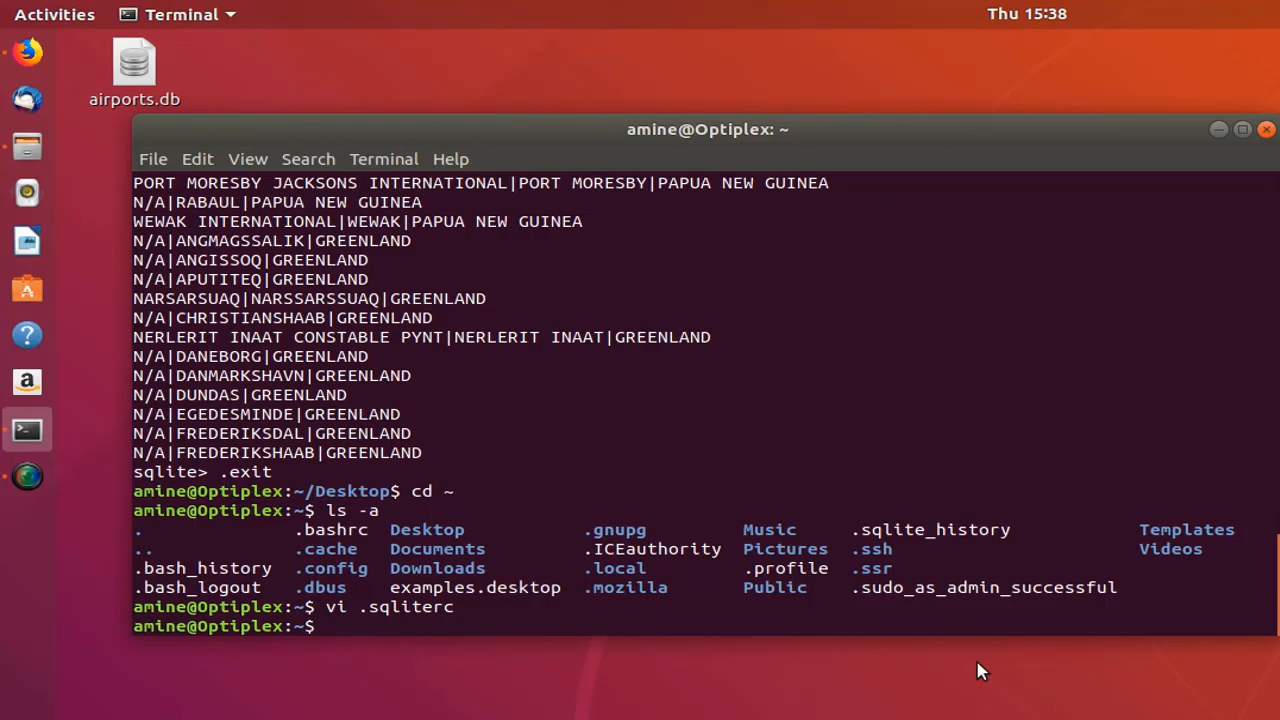 Activities Terminal Thu 15:38
airports.db
amine@Optiplex: ~
File Edit View Search Terminal Help
PORT MORESBY JACKSONS INTERNATIONAL|PORT MORESBY|PAPUA NEW GUINEA
N/A|RABAUL|PAPUA NEW GUINEA
WEWAK INTERNATIONAL|WEWAK|PAPUA NEW GUINEA
N/A|ANGMAGSSALIK|GREENLAND
N/A|ANGISSOQ|GREENLAND
N/A|APUTITEQ|GREENLAND
NARSARSUAQ|NARSSARSSUAQ|GREENLAND
N/A|CHRISTIANSHAAB|GREENLAND
NERLERIT INAAT CONSTABLE PYNT|NERLERIT INAAT|GREENLAND
N/A|DANEBORG|GREENLAND
N/A|DANMARKSHAVN|GREENLAND
N/A|DUNDAS|GREENLAND
N/A|EGEDESMINDE|GREENLAND
N/A|FREDERIKSDAL|GREENLAND
N/A|FREDERIKSHAAB|GREENLAND
sqlite> .exit
amine@Optiplex:~/Desktop$ cd ~
amine@Optiplex:~$ ls -a
. .bashrc Desktop .gnupg Music .sqlite_history Templates
.. .cache Documents .ICEauthority Pictures .ssh Videos
.bash_history .config Downloads .local .profile .ssr
.bash_logout .dbus examples.desktop .mozilla Public .sudo_as_admin_successful
amine@Optiplex:~$ vi .sqliterc
amine@Optiplex:~$